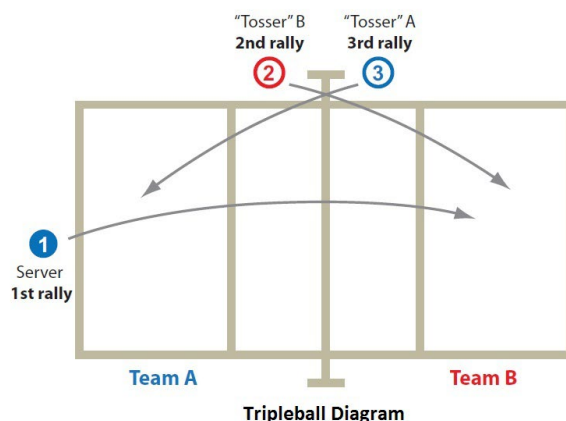 “Tosser” B
2nd rally
2
“Tosser” A
3rd rally
3
1
Server
1st rally
Team A
Team B
Tripleball Diagram